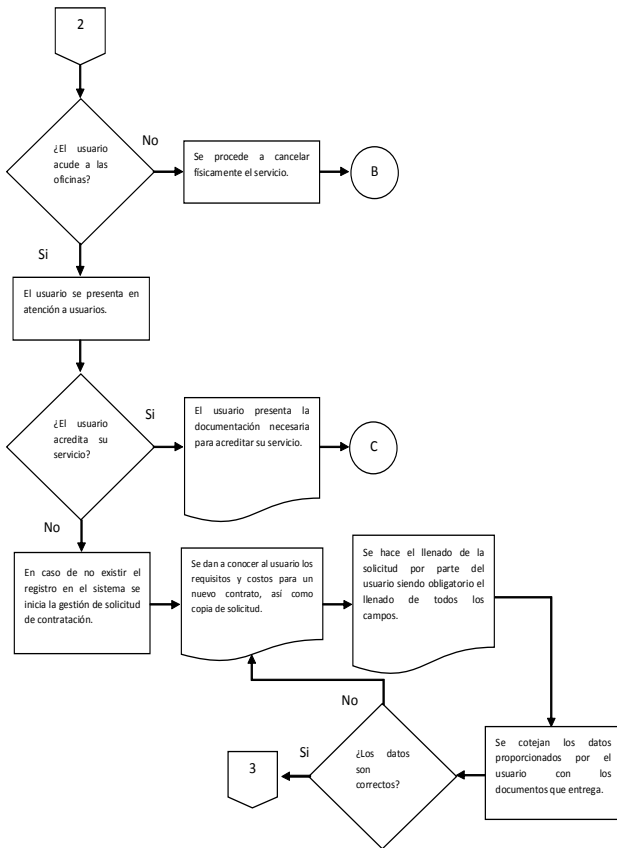 2
¿El usuario
acude a las
oficinas?
No
Se procede a cancelar
físicamente el servicio.
B
Si
El usuario se presenta en
atención a usuarios.
¿El usuario
acredita su
servicio?
Si
El usuario presenta la
documentación necesaria
para acreditar su servicio.
C
No
En caso de no existir el
registro en el sistema se
inicia la gestión de solicitud
de contratación.
Se dan a conocer al usuario los
requisitos y costos para un
nuevo contrato, así como
copia de solicitud.
Se hace el llenado de la
solicitud por parte del
usuario siendo obligatorio el
llenado de todos los
campos.
Se cotejan los datos
proporcionados por el
usuario con los
documentos que entrega.
No
¿Los datos
son
correctos?
Si
3